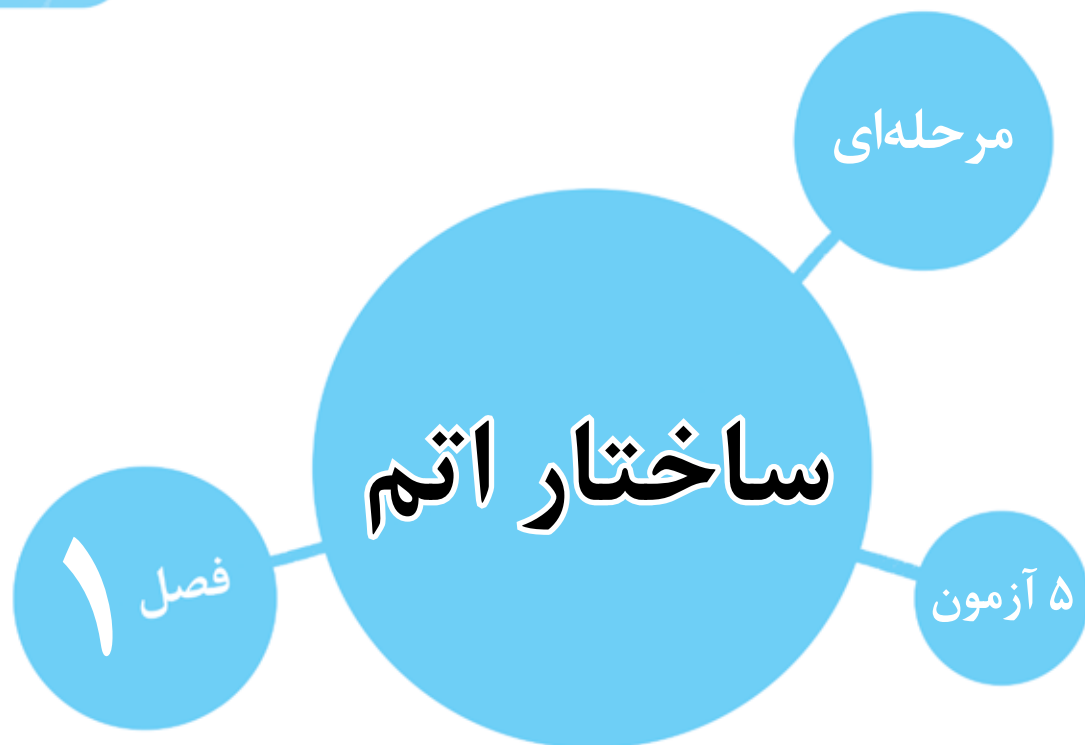 مرحله‌ای
ساختار اتم
فصل ۱
۵ آزمون